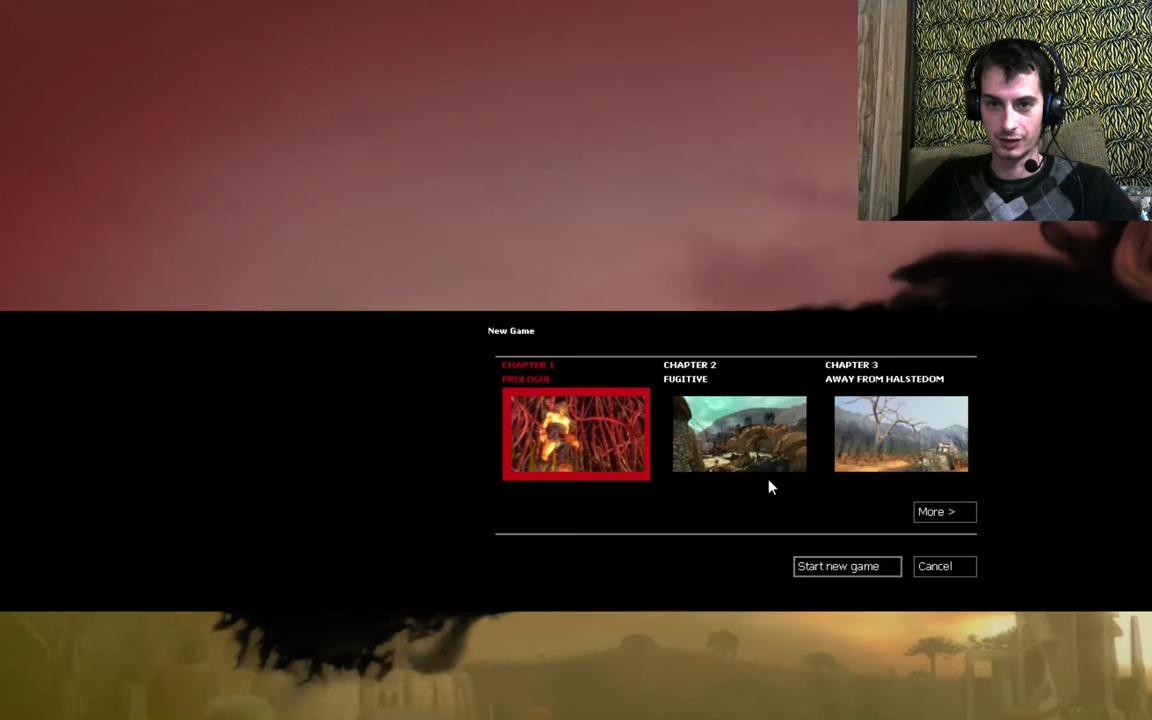 New Game
CHAPTER 1
PROLOGUE
CHAPTER 2
FUGITIVE
CHAPTER 3
AWAY FROM HALSTEDOM
More >
Start new game
Cancel